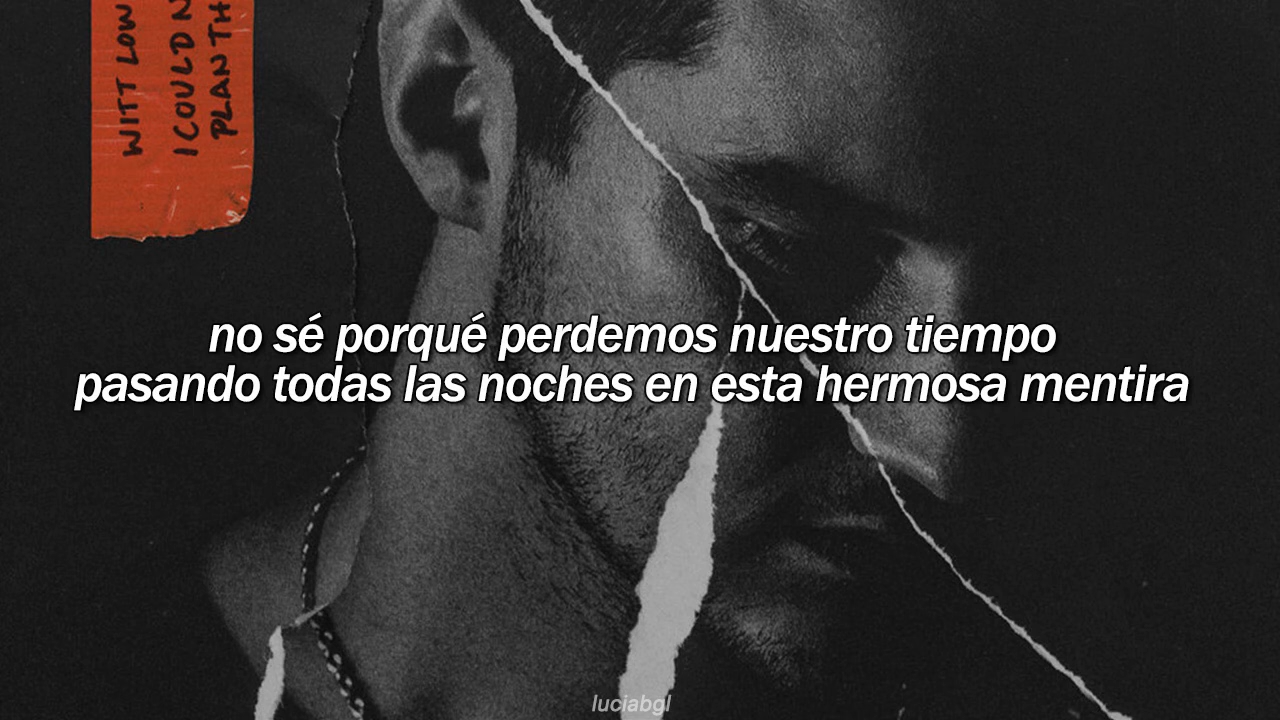 WITT LOW
I COULD N
PLAN TH
no sé porqué perdemos nuestro tiempo
pasando todas las noches en esta hermosa mentira
luciabgl